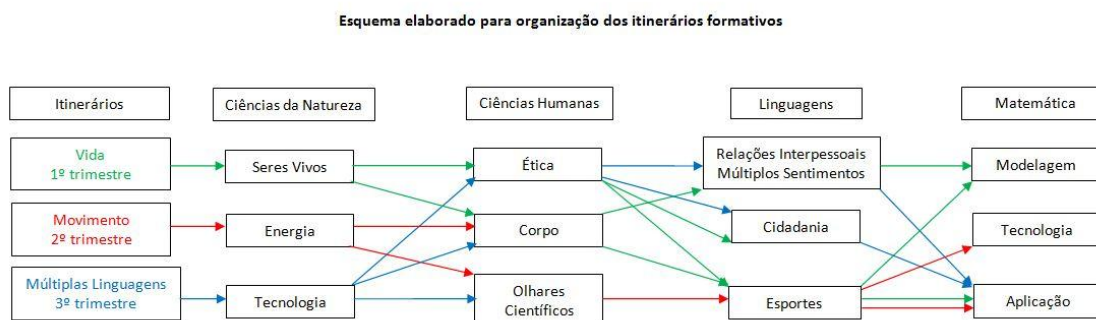 Esquema elaborado para organização dos itinerários formativos
Itinerários
Ciências da Natureza
Ciências Humanas
Linguagens
Matemática
Vida
1º trimestre
Seres Vivos
Ética
Relações Interpessoais
Múltiplos Sentimentos
Modelagem
Movimento
2º trimestre
Energia
Corpo
Cidadania
Tecnologia
Múltiplas Linguagens
3º trimestre
Tecnologia
Olhares
Científicos
Esportes
Aplicação